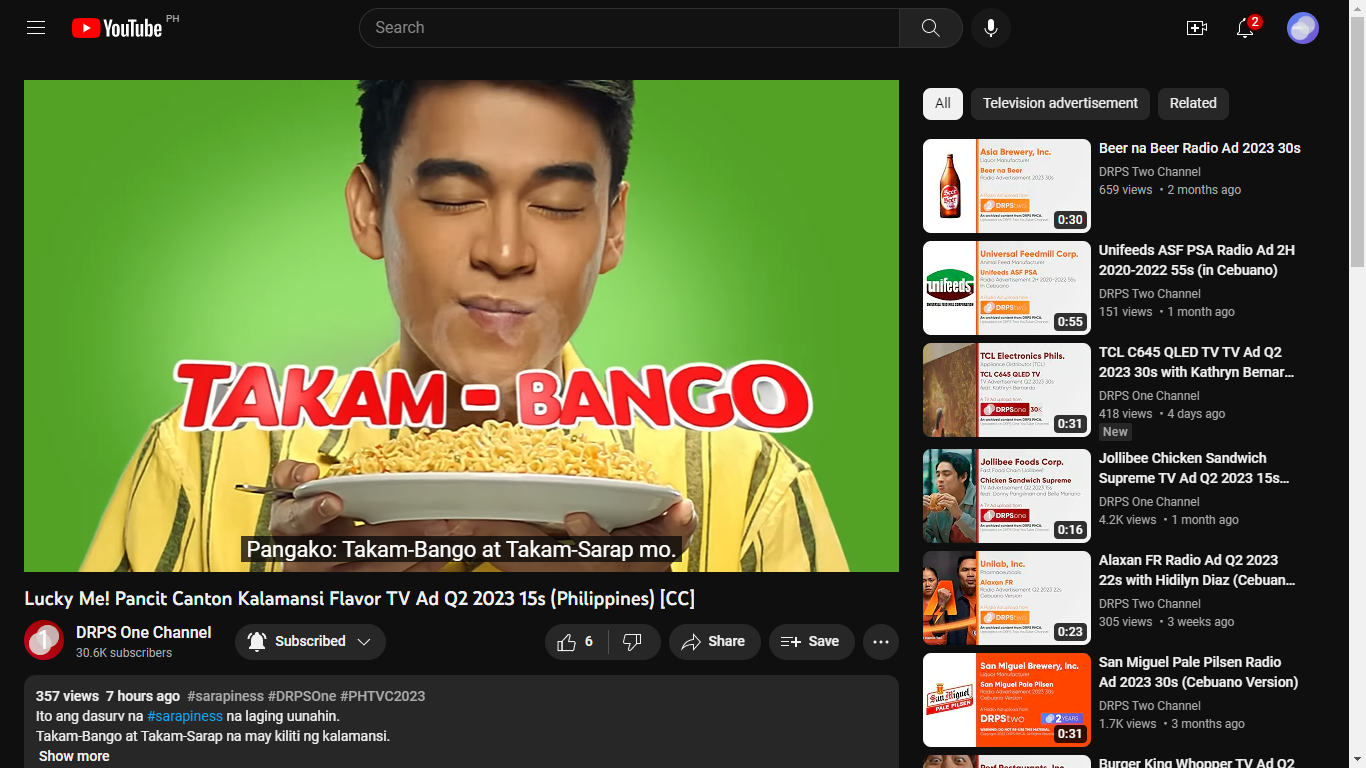 YouTube
PH
Search
2
TAKAM - BANGO
Pangako: Takam-Bango at Takam-Sarap mo.
Lucky Me! Pancit Canton Kalamansi Flavor TV Ad Q2 2023 15s (Philippines) [CC]
1
DRPS One Channel
30.6K subscribers
Subscribed
6
Share
Save
357 views 7 hours ago #sarapiness #DRPSOne #PHTVC2023
Ito ang dasurv na #sarapiness na laging uunahin.
Takam-Bango at Takam-Sarap na may kiliti ng kalamansi.
Show more
All
Television advertisement
Related
Asia Brewery, Inc.
Liquor Manufacturer
Beer na Beer
Radio Advertisement 2023 30s
DRPStwo
0:30
Beer na Beer Radio Ad 2023 30s
DRPS Two Channel
659 views • 2 months ago
Universal Feedmill Corp.
Animal Feed Manufacturer
Unifeeds ASF PSA
Radio Advertisement 2H 2020-2022 55s
in Cebuano
unifeeds
DRPStwo
0:55
Unifeeds ASF PSA Radio Ad 2H
2020-2022 55s (in Cebuano)
DRPS Two Channel
151 views • 1 month ago
TCL Electronics Phils.
Appliance Distributor (TCL)
TCL C645 QLED TV
TV Advertisement Q2 2023 30s
feat. Kathryn Bernardo
DRPSone
0:31
TCL C645 QLED TV TV Ad Q2
2023 30s with Kathryn Bernar...
DRPS One Channel
418 views • 4 days ago
New
Jollibee Foods Corp.
Fast Food Chain (Jollibee)
Chicken Sandwich Supreme
TV Advertisement Q2 2023 15s
feat. Donny Pangilinan and Belle Mariano
DRPSone
0:16
Jollibee Chicken Sandwich
Supreme TV Ad Q2 2023 15s...
DRPS One Channel
4.2K views • 1 month ago
Unilab, Inc.
Pharmaceuticals
Alaxan FR
Radio Advertisement Q2 2023 22s
Cebuano Version
DRPStwo
0:23
Alaxan FR Radio Ad Q2 2023
22s with Hidilyn Diaz (Cebuan...
DRPS Two Channel
305 views • 3 weeks ago
San Miguel Brewery, Inc.
Liquor Manufacturer
San Miguel Pale Pilsen
Radio Advertisement 2023 30s
Cebuano Version
San Miguel
PALE PILSEN
DRPStwo
2 YEARS
0:31
San Miguel Pale Pilsen Radio
Ad 2023 30s (Cebuano Version)
DRPS Two Channel
1.7K views • 3 months ago
Burger King Whopper TV Ad Q2